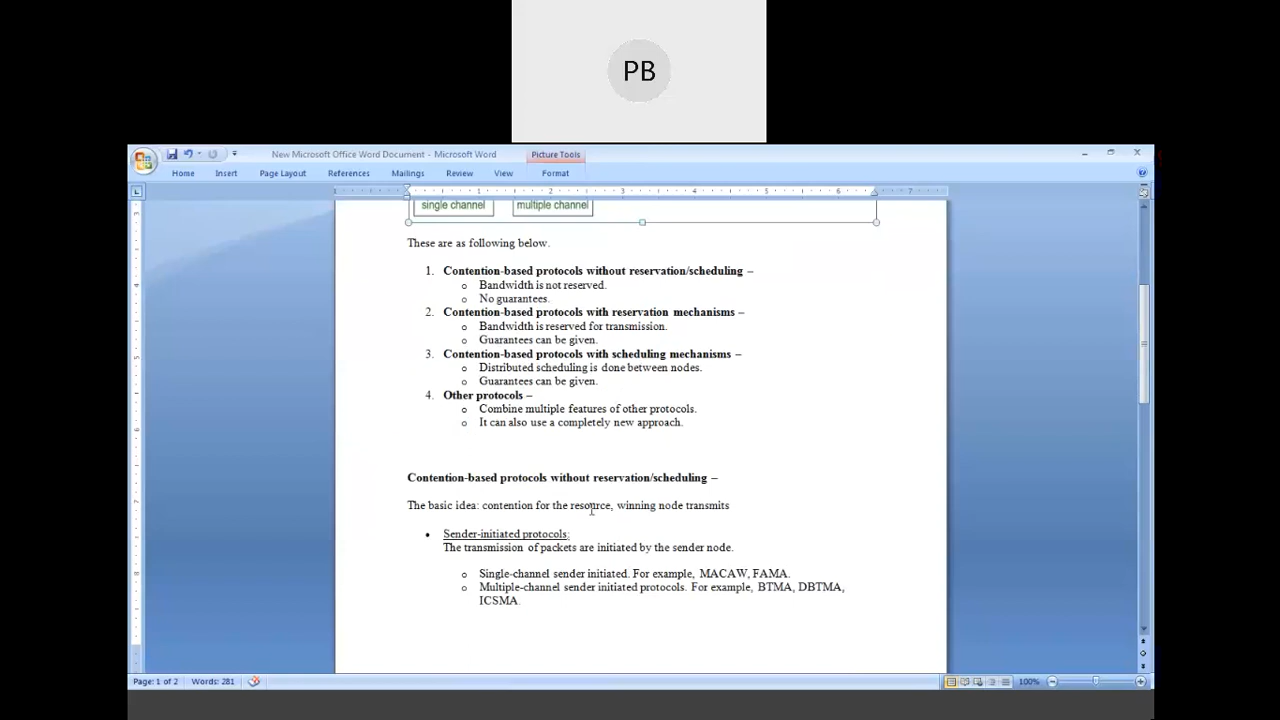 PB
New Microsoft Office Word Document - Microsoft Word
Picture Tools
Home Insert Page Layout References Mailings Review View Format
1 2 3 4 5 6 7
single channel multiple channel
These are as following below.
1. Contention-based protocols without reservation/scheduling –
o Bandwidth is not reserved.
o No guarantees.
2. Contention-based protocols with reservation mechanisms –
o Bandwidth is reserved for transmission.
o Guarantees can be given.
3. Contention-based protocols with scheduling mechanisms –
o Distributed scheduling is done between nodes.
o Guarantees can be given.
4. Other protocols –
o Combine multiple features of other protocols.
o It can also use a completely new approach.
Contention-based protocols without reservation/scheduling –
The basic idea: contention for the resource, winning node transmits
• Sender-initiated protocols:
The transmission of packets are initiated by the sender node.
o Single-channel sender initiated. For example, MACAW, FAMA.
o Multiple-channel sender initiated protocols. For example, BTMA, DBTMA,
ICSMA.
Page: 1 of 2 Words: 281 100%